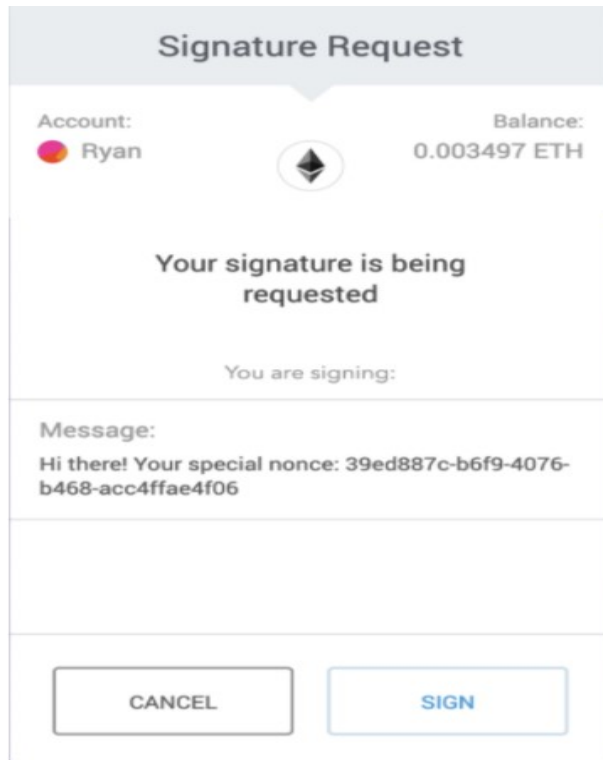 Signature Request
Account:
Balance:
Ryan
0.003497 ETH
Your signature is being
requested
You are signing:
Message:
Hi there! Your special nonce: 39ed887c-b6f9-4076-
b468-acc4ffae4f06
CANCEL
SIGN